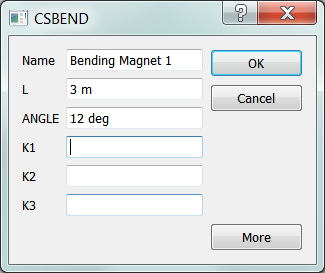 CSBEND
Name Bending Magnet 1 OK
L 3 m
Cancel
ANGLE 12 deg
K1
K2
K3
More